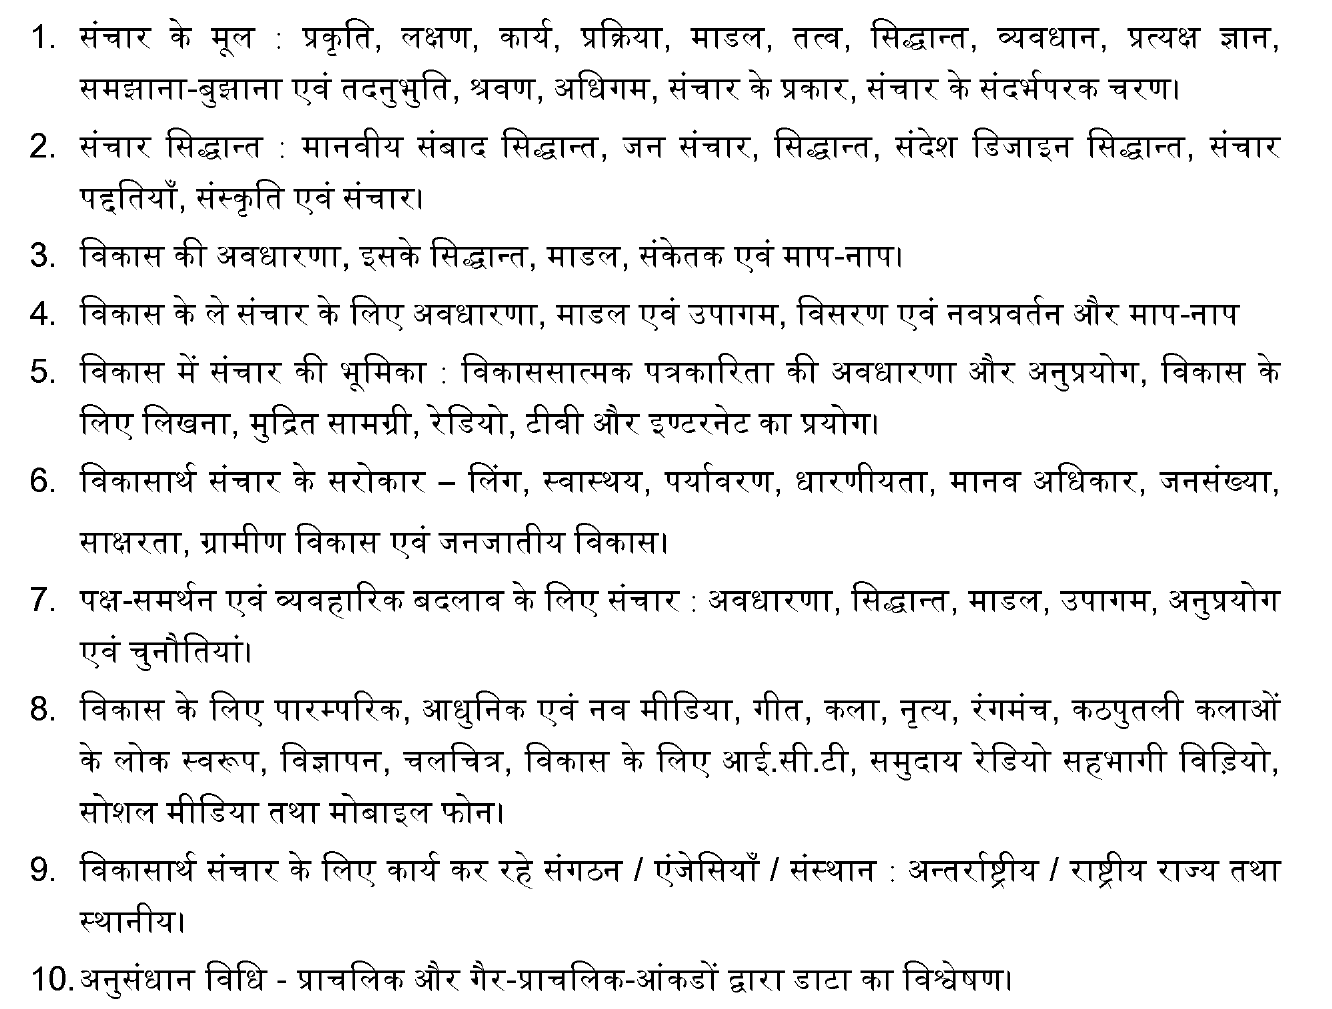 1. संचार के मूल : प्रकृति, लक्षण, कार्य, प्रक्रिया, माडल, तत्व, सिद्धान्त, व्यवधान, प्रत्यक्ष ज्ञान,
समझाना-बुझाना एवं तदनुभुति, श्रवण, अधिगम, संचार के प्रकार, संचार के संदर्भपरक चरण।
2. संचार सिद्धान्त : मानवीय संबाद सिद्धान्त, जन संचार, सिद्धान्त, संदेश डिजाइन सिद्धान्त, संचार
पद्दतियाँ, संस्कृति एवं संचार।
3. विकास की अवधारणा, इसके सिद्धान्त, माडल, संकेतक एवं माप-नाप।
4. विकास के ले संचार के लिए अवधारणा, माडल एवं उपागम, विसरण एवं नवप्रवर्तन और माप-नाप
5. विकास में संचार की भूमिका : विकाससात्मक पत्रकारिता की अवधारणा और अनुप्रयोग, विकास के
लिए लिखना, मुद्रित सामग्री, रेडियो, टीवी और इण्टरनेट का प्रयोग।
6. विकासार्थ संचार के सरोकार – लिंग, स्वास्थय, पर्यावरण, धारणीयता, मानव अधिकार, जनसंख्या,
साक्षरता, ग्रामीण विकास एवं जनजातीय विकास।
7. पक्ष-समर्थन एवं व्यवहारिक बदलाव के लिए संचार : अवधारणा, सिद्धान्त, माडल, उपागम, अनुप्रयोग
एवं चुनौतियां।
8. विकास के लिए पारम्परिक, आधुनिक एवं नव मीडिया, गीत, कला, नृत्य, रंगमंच, कठपुतली कलाओं
के लोक स्वरूप, विज्ञापन, चलचित्र, विकास के लिए आई.सी.टी, समुदाय रेडियो सहभागी विड़ियो,
सोशल मीडिया तथा मोबाइल फोन।
9. विकासार्थ संचार के लिए कार्य कर रहे संगठन / एंजेसियाँ / संस्थान : अन्तर्राष्ट्रीय / राष्ट्रीय राज्य तथा
स्थानीय।
10. अनुसंधान विधि - प्राचलिक और गैर-प्राचलिक-आंकडों द्वारा डाटा का विश्वेषण।